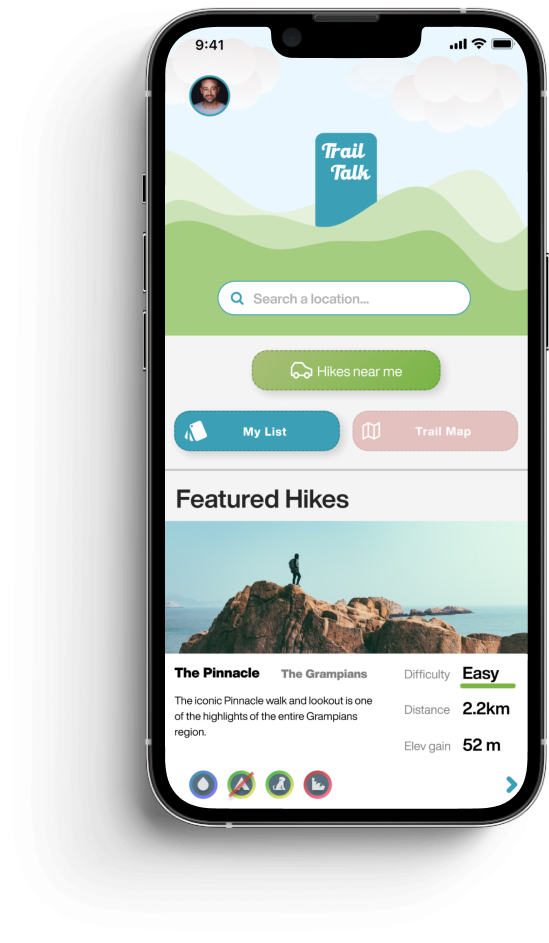 9:41
Trail
Talk
Search a location...
Hikes near me
My List
Trail Map
Featured Hikes
The Pinnacle
The Grampians
Difficulty
Easy
The iconic Pinnacle walk and lookout is one
of the highlights of the entire Grampians
region.
Distance
2.2km
Elev gain
52 m